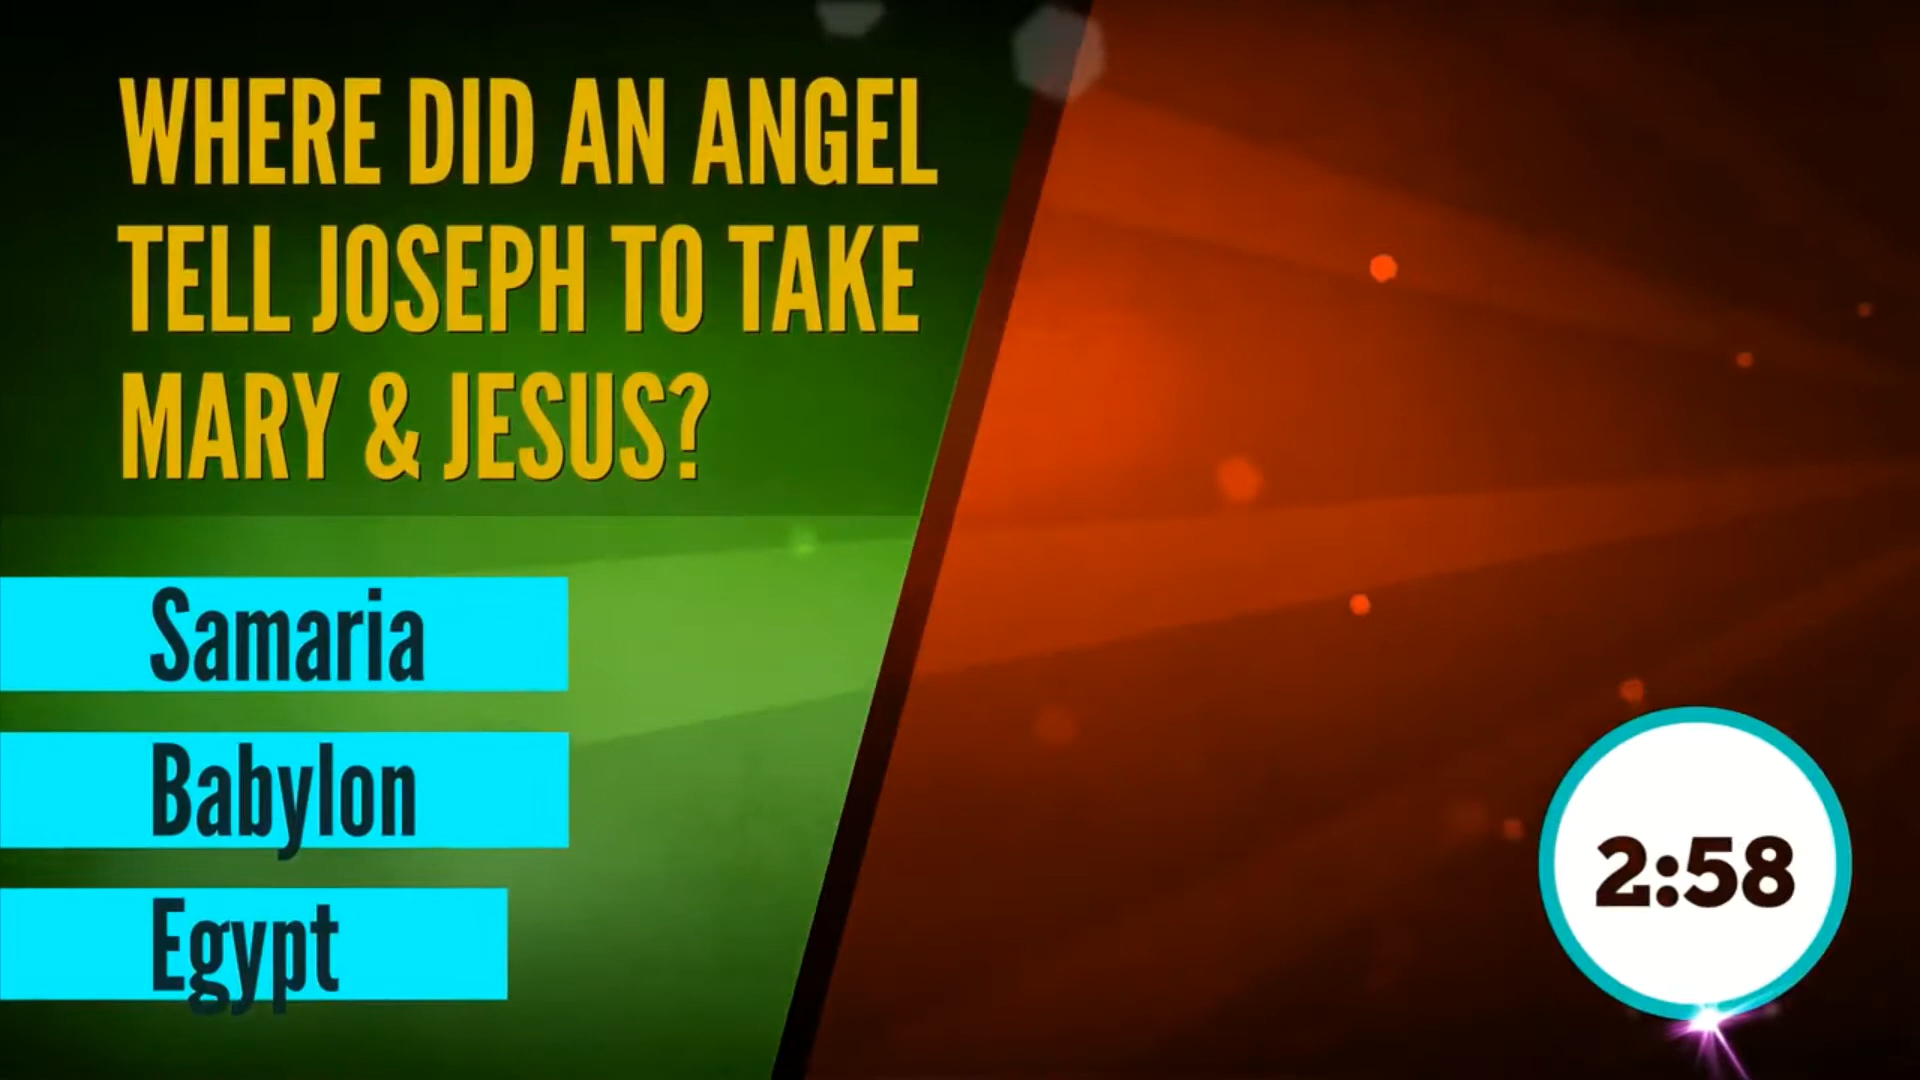 WHERE DID AN ANGEL
TELL JOSEPH TO TAKE
MARY & JESUS?
Samaria
Babylon
Egypt
2:58